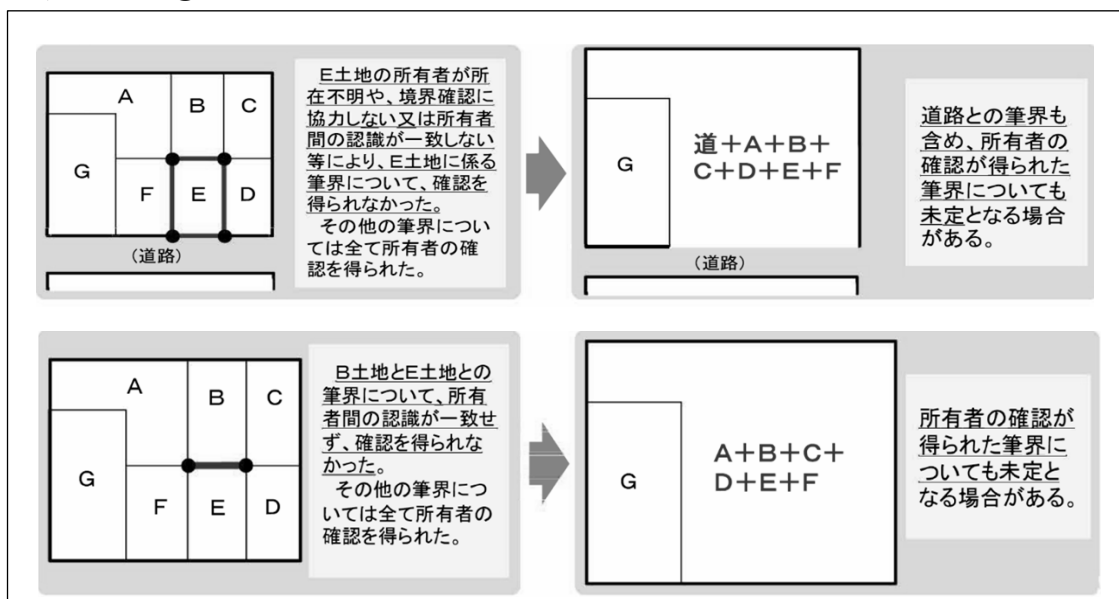 A
B
C
G
F
E
D
（道路）
E土地の所有者が所
在不明や、境界確認に
協力しない又は所有者
間の認識が一致しない
等により、E土地に係る
筆界について、確認を
得られなかった。
その他の筆界につい
ては全て所有者の確
認を得られた。
G
道＋A＋B＋
C＋D＋E＋F
（道路）
道路との筆界も
含め、所有者の
確認が得られた
筆界についても
未定となる場合
がある。
A
B
C
G
F
E
D
B土地とE土地との
筆界について、所有
者間の認識が一致せ
ず、確認を得られな
かった。
その他の筆界につ
いては全て所有者の
確認を得られた。
G
A＋B＋C＋
D＋E＋F
所有者の確認が
得られた筆界に
ついても未定と
なる場合がある。